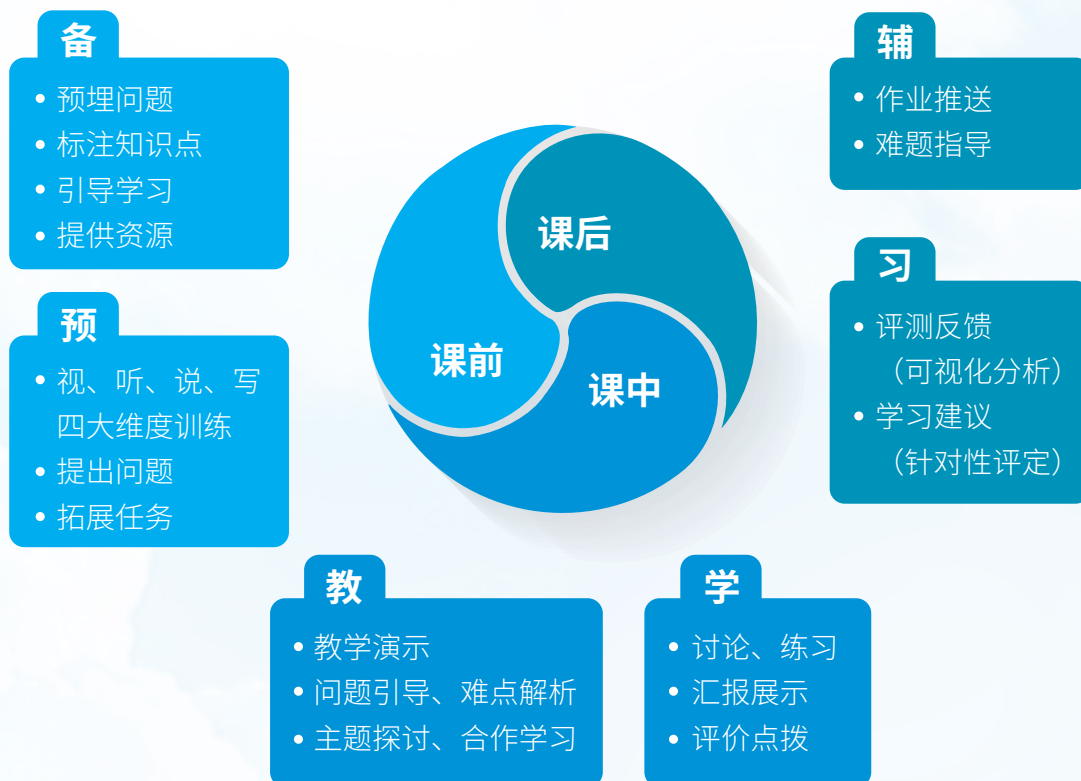 备
预埋问题
标注知识点
引导学习
提供资源
预
视、听、说、写
四大维度训练
提出问题
拓展任务
课前
课后
课中
辅
作业推送
难题指导
习
评测反馈
（可视化分析）
学习建议
（针对性评定）
教
教学演示
问题引导、难点解析
主题探讨、合作学习
学
讨论、练习
汇报展示
评价点拨